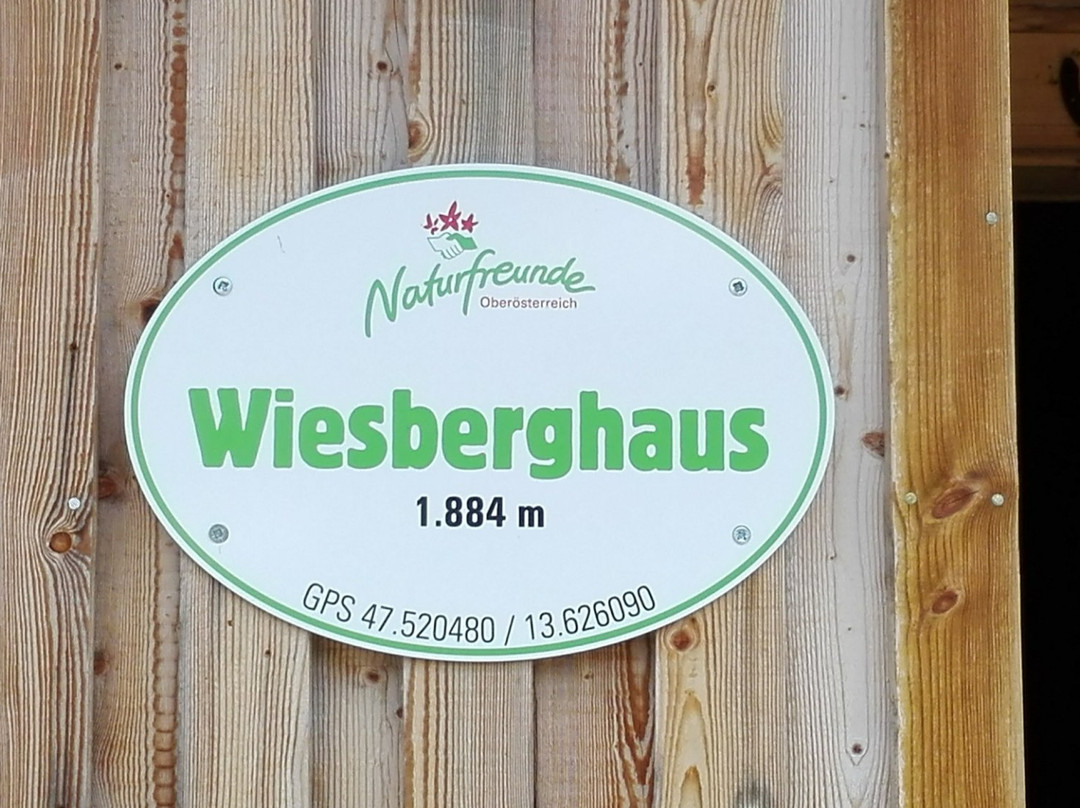 Naturfreunde
Oberösterreich
Wiesberghaus
1.884 m
GPS 47.520480 / 13.626090